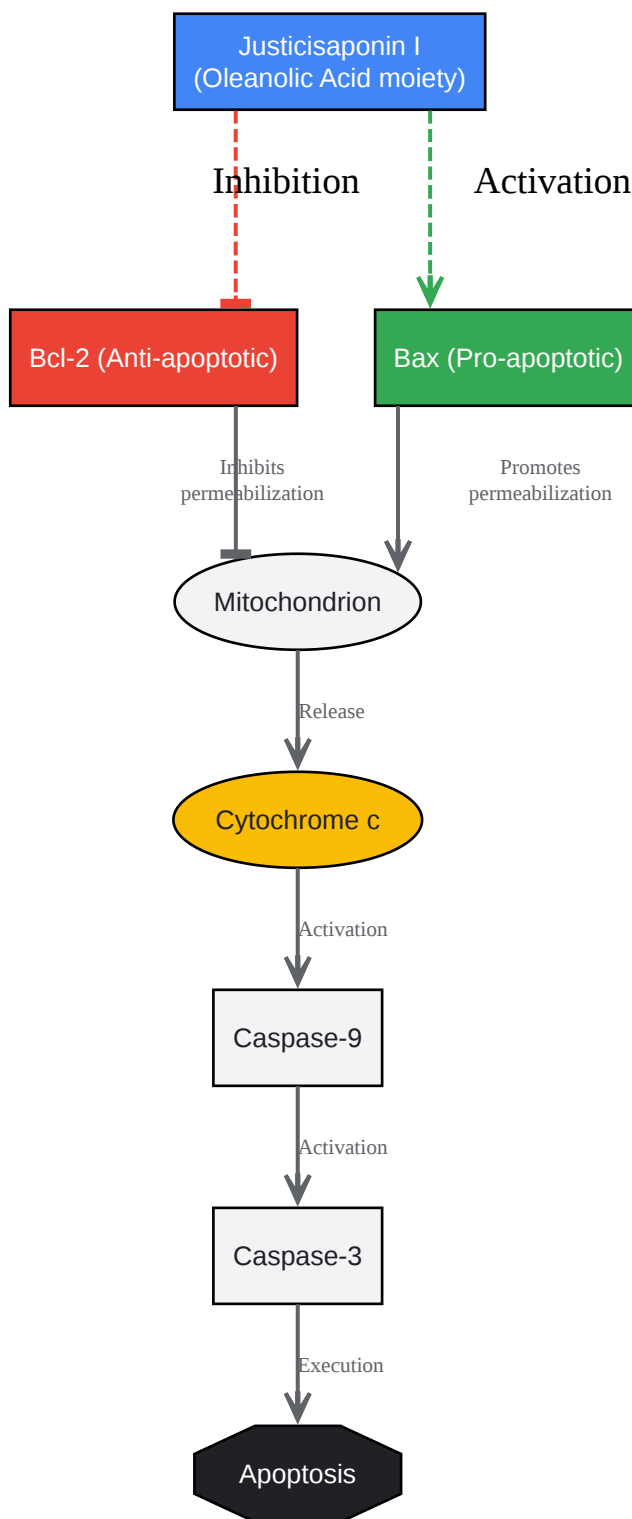 Justicisaponin I
(Oleanolic Acid moiety)
Inhibition
Activation
Bcl-2 (Anti-apoptotic)
Bax (Pro-apoptotic)
Inhibits
permeabilization
Promotes
permeabilization
Mitochondrion
Release
Cytochrome c
Activation
Caspase-9
Activation
Caspase-3
Execution
Apoptosis